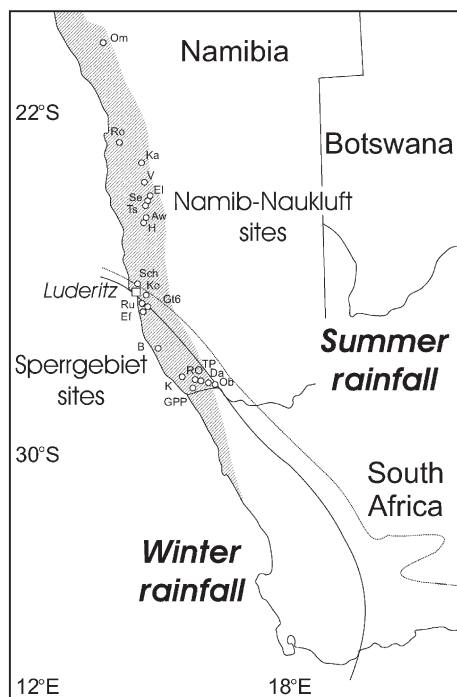 Om
Namibia
22°S
Ro
Botswana
Ka
V
El
Se
Ts
Namib-Naukluft
sites
Aw
H
Sch
Luderitz
Ko
Gt6
Ru
Ef
Summer
rainfall
B
Sperrgebiet
sites
TP
RO
Da
K
Ob
GPP
30°S
South
Africa
Winter
rainfall
12°E
18°E